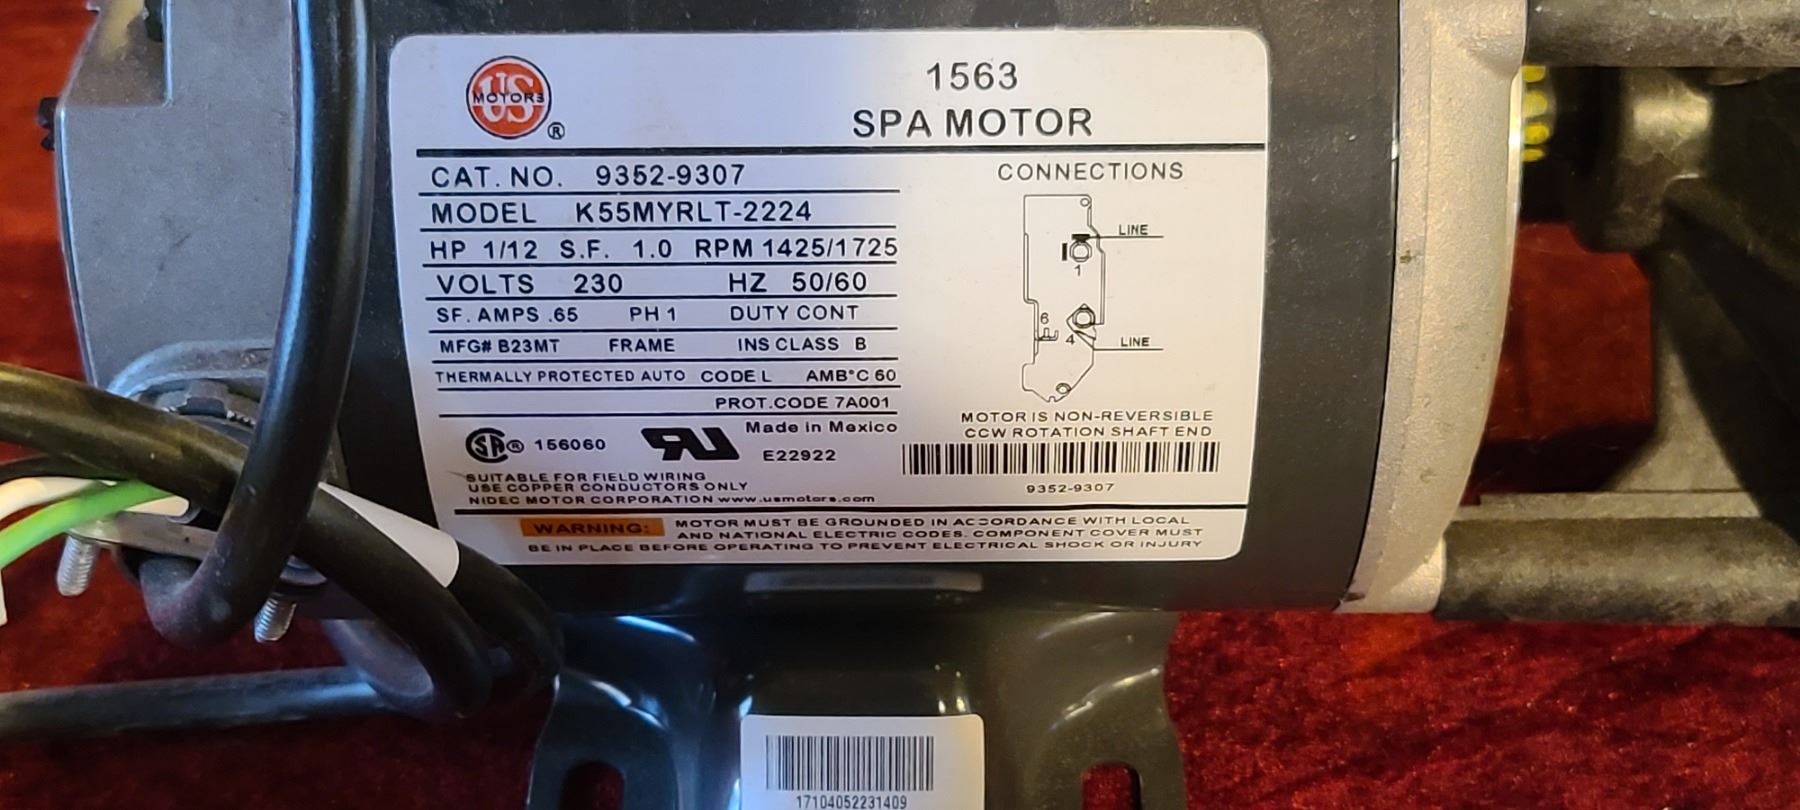 US
MOTORS
®
1563
SPA MOTOR
CAT. NO. 9352-9307
MODEL K55MYRLT-2224
HP 1/12 S.F. 1.0 RPM 1425/1725
VOLTS 230 HZ 50/60
SF. AMPS .65 PH 1 DUTY CONT
MFG# B23MT FRAME INS CLASS B
THERMALLY PROTECTED AUTO CODE L AMB°C 60
PROT.CODE 7A001
Made in Mexico
SA® 156060 RU E22922
SUITABLE FOR FIELD WIRING
USE COPPER CONDUCTORS ONLY
NIDEC MOTOR CORPORATION www.usmotors.com
CONNECTIONS
LINE
1
6
4
LINE
MOTOR IS NON-REVERSIBLE
CCW ROTATION SHAFT END
9352-9307
WARNING: MOTOR MUST BE GROUNDED IN ACCORDANCE WITH LOCAL
AND NATIONAL ELECTRIC CODES. COMPONENT COVER MUST
BE IN PLACE BEFORE OPERATING TO PREVENT ELECTRICAL SHOCK OR INJURY
17104052231409